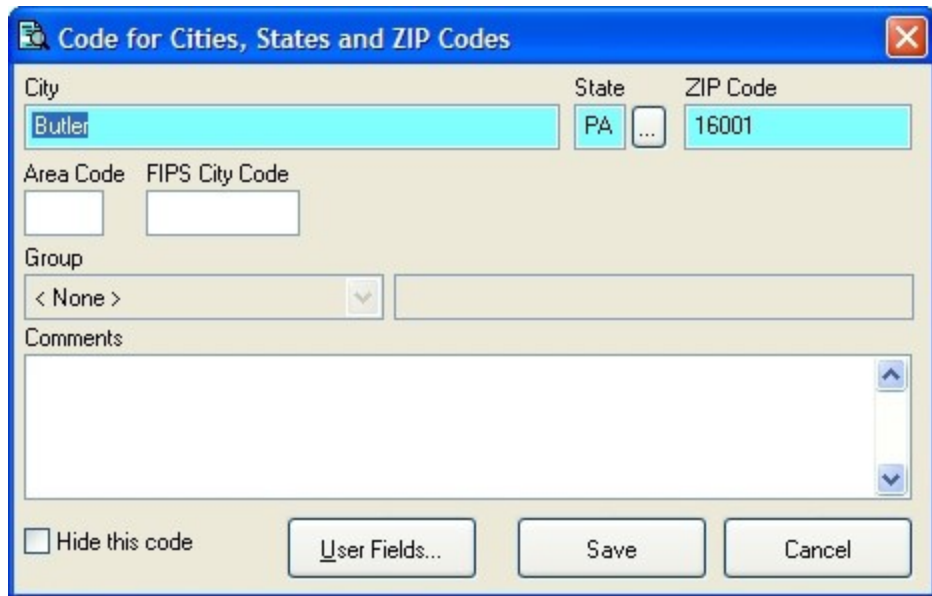 Code for Cities, States and ZIP Codes
City State ZIP Code
Butler PA ... 16001
Area Code FIPS City Code
Group
< None >
Comments
Hide this code User Fields... Save Cancel